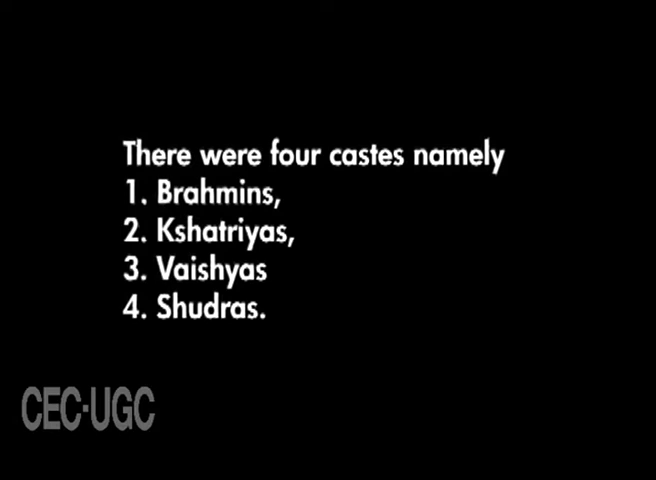 There were four castes namely
1. Brahmins,
2. Kshatriyas,
3. Vaishyas
4. Shudras.
CEC-UGC